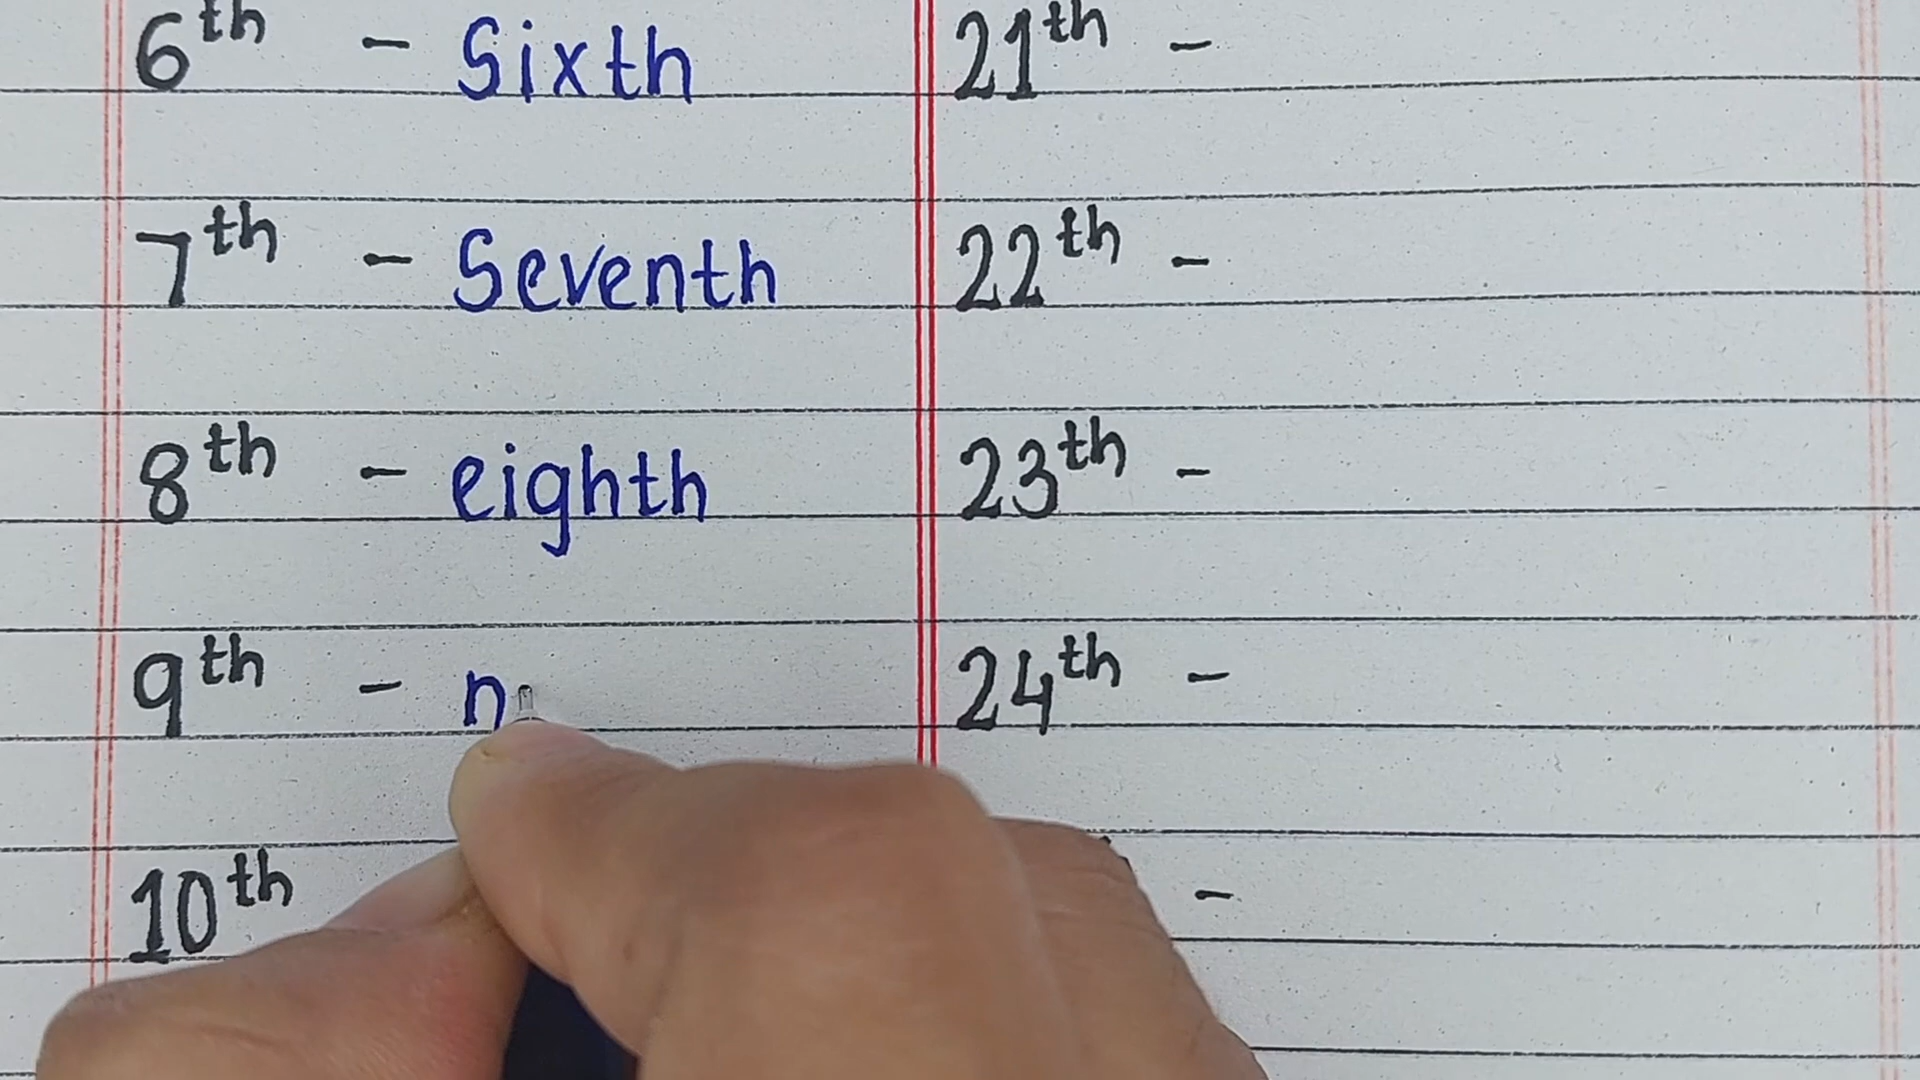 6th - Sixth
7th - Seventh
8th - eighth
9th - n
10th
21th -
22th -
23th -
24th -
-